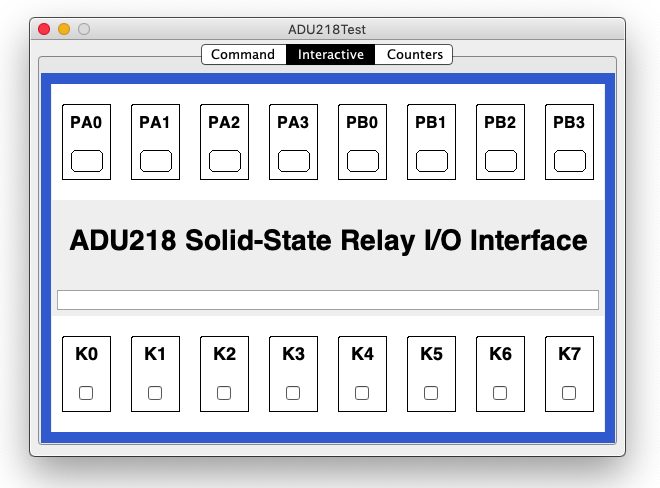 ADU218Test
Command Interactive Counters
PA0 PA1 PA2 PA3 PB0 PB1 PB2 PB3
ADU218 Solid-State Relay I/O Interface
K0 K1 K2 K3 K4 K5 K6 K7